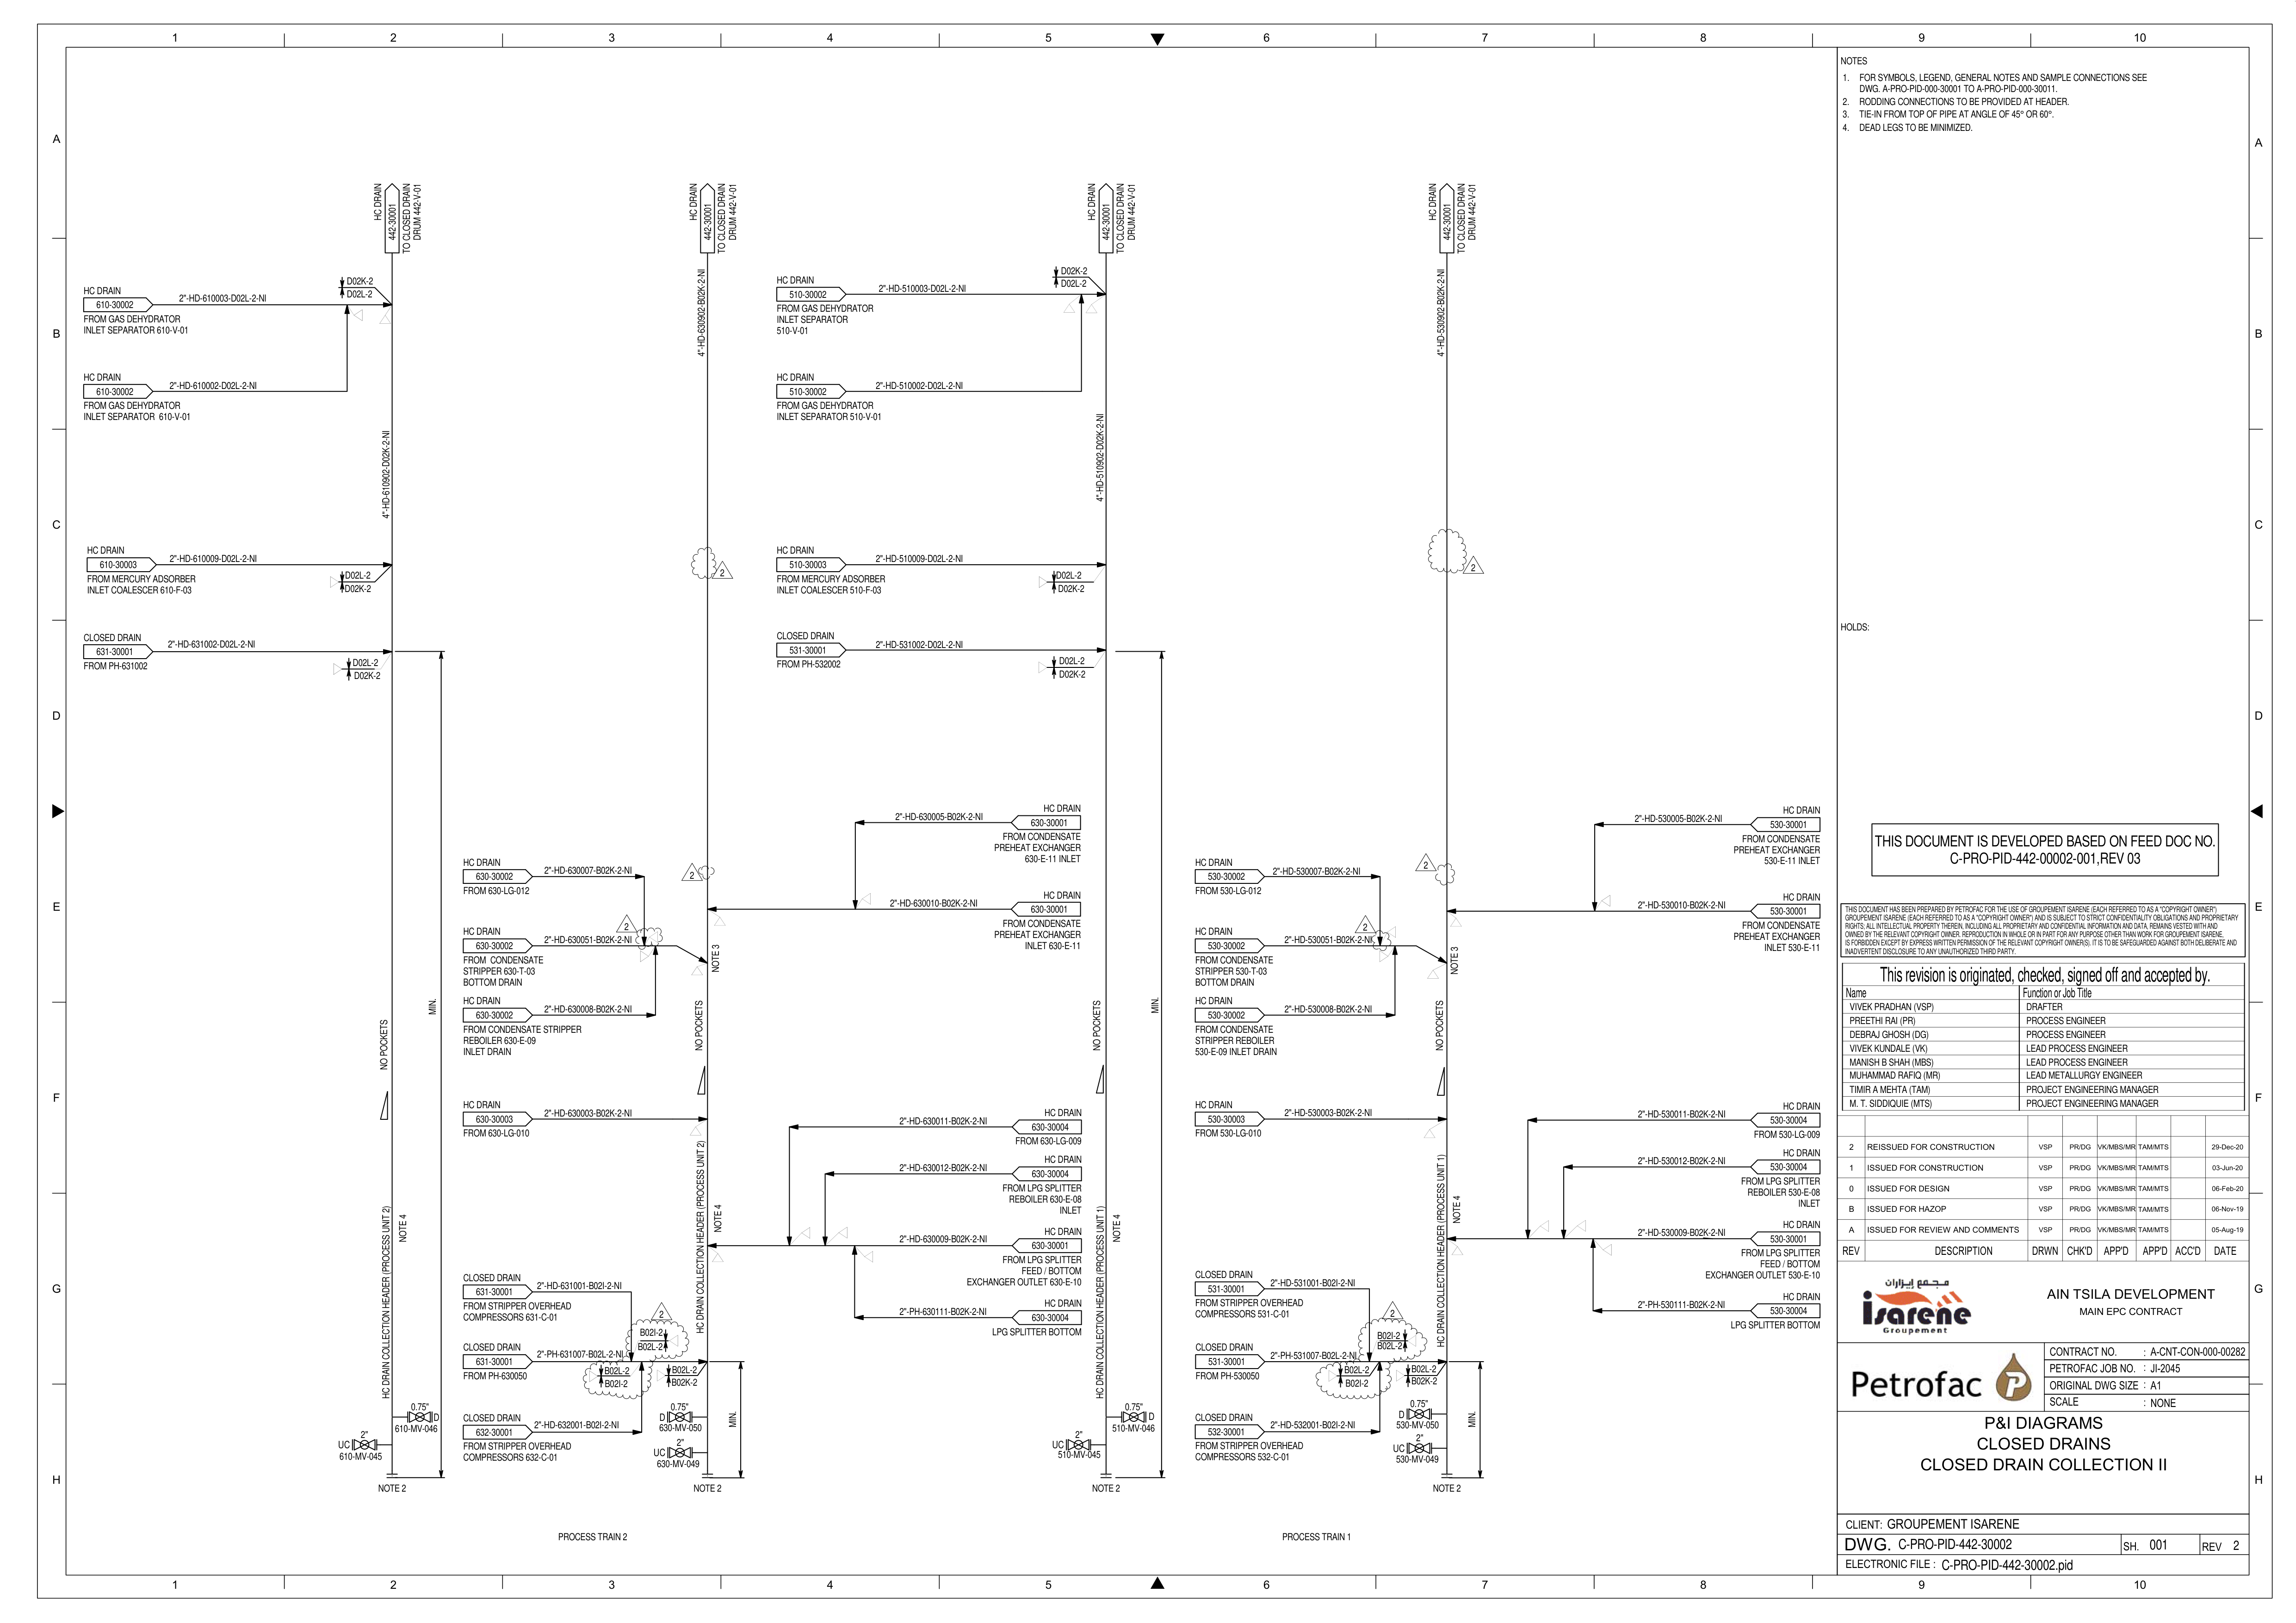 1 2 3 4 5 6 7 8 9 10
A
B
C
D
E
F
G
H
HC DRAIN
442-30001
TO CLOSED DRAIN
DRUM 442-V-01
HC DRAIN
442-30001
TO CLOSED DRAIN
DRUM 442-V-01
HC DRAIN
442-30001
TO CLOSED DRAIN
DRUM 442-V-01
HC DRAIN
442-30001
TO CLOSED DRAIN
DRUM 442-V-01
HC DRAIN
610-30002
2"-HD-610003-D02L-2-NI
D02K-2
D02L-2
FROM GAS DEHYDRATOR
INLET SEPARATOR 610-V-01
HC DRAIN
610-30002
2"-HD-610002-D02L-2-NI
FROM GAS DEHYDRATOR
INLET SEPARATOR 610-V-01
4"-HD-610902-D02K-2-NI
HC DRAIN
610-30003
2"-HD-610009-D02L-2-NI
FROM MERCURY ADSORBER
INLET COALESCER 610-F-03
D02L-2
D02K-2
CLOSED DRAIN
631-30001
2"-HD-631002-D02L-2-NI
FROM PH-631002
D02L-2
D02K-2
MIN.
NO POCKETS
HC DRAIN COLLECTION HEADER (PROCESS UNIT 2)
NOTE 4
0.75"
D
610-MV-046
2"
UC
610-MV-045
NOTE 2
4"-HD-630902-B02K-2-NI
2
2
HC DRAIN
630-30002
2"-HD-630007-B02K-2-NI
FROM 630-LG-012
2
HC DRAIN
630-30002
2"-HD-630051-B02K-2-NI
FROM CONDENSATE
STRIPPER 630-T-03
BOTTOM DRAIN
HC DRAIN
630-30002
2"-HD-630008-B02K-2-NI
FROM CONDENSATE STRIPPER
REBOILER 630-E-09
INLET DRAIN
NOTE 3
NO POCKETS
HC DRAIN
630-30003
2"-HD-630003-B02K-2-NI
FROM 630-LG-010
HC DRAIN COLLECTION HEADER (PROCESS UNIT 2)
NOTE 4
CLOSED DRAIN
631-30001
2"-HD-631001-B02I-2-NI
FROM STRIPPER OVERHEAD
COMPRESSORS 631-C-01
2
B02I-2
B02L-2
CLOSED DRAIN
631-30001
2"-PH-631007-B02L-2-NI
FROM PH-630050
B02L-2
B02I-2
B02L-2
B02K-2
CLOSED DRAIN
632-30001
2"-HD-632001-B02I-2-NI
FROM STRIPPER OVERHEAD
COMPRESSORS 632-C-01
0.75"
D
630-MV-050
2"
UC
630-MV-049
MIN.
NOTE 2
HC DRAIN
2"-HD-630005-B02K-2-NI
630-30001
FROM CONDENSATE
PREHEAT EXCHANGER
630-E-11 INLET
HC DRAIN
2"-HD-630010-B02K-2-NI
630-30001
FROM CONDENSATE
PREHEAT EXCHANGER
INLET 630-E-11
HC DRAIN
2"-HD-630011-B02K-2-NI
630-30004
FROM 630-LG-009
HC DRAIN
2"-HD-630012-B02K-2-NI
630-30004
FROM LPG SPLITTER
REBOILER 630-E-08
INLET
HC DRAIN
2"-HD-630009-B02K-2-NI
630-30001
FROM LPG SPLITTER
FEED / BOTTOM
EXCHANGER OUTLET 630-E-10
HC DRAIN
2"-PH-630111-B02K-2-NI
630-30004
LPG SPLITTER BOTTOM
PROCESS TRAIN 2
HC DRAIN
510-30002
2"-HD-510003-D02L-2-NI
D02K-2
D02L-2
FROM GAS DEHYDRATOR
INLET SEPARATOR
510-V-01
HC DRAIN
510-30002
2"-HD-510002-D02L-2-NI
FROM GAS DEHYDRATOR
INLET SEPARATOR 510-V-01
4"-HD-510902-D02K-2-NI
HC DRAIN
510-30003
2"-HD-510009-D02L-2-NI
FROM MERCURY ADSORBER
INLET COALESCER 510-F-03
D02L-2
D02K-2
CLOSED DRAIN
531-30001
2"-HD-531002-D02L-2-NI
FROM PH-532002
D02L-2
D02K-2
MIN.
NO POCKETS
HC DRAIN COLLECTION HEADER (PROCESS UNIT 1)
NOTE 4
0.75"
D
510-MV-046
2"
UC
510-MV-045
NOTE 2
4"-HD-530902-B02K-2-NI
2
2
HC DRAIN
530-30002
2"-HD-530007-B02K-2-NI
FROM 530-LG-012
2
HC DRAIN
530-30002
2"-HD-530051-B02K-2-NI
FROM CONDENSATE
STRIPPER 530-T-03
BOTTOM DRAIN
HC DRAIN
530-30002
2"-HD-530008-B02K-2-NI
FROM CONDENSATE
STRIPPER REBOILER
530-E-09 INLET DRAIN
NOTE 3
NO POCKETS
HC DRAIN
530-30003
2"-HD-530003-B02K-2-NI
FROM 530-LG-010
HC DRAIN COLLECTION HEADER (PROCESS UNIT 1)
NOTE 4
CLOSED DRAIN
531-30001
2"-HD-531001-B02I-2-NI
FROM STRIPPER OVERHEAD
COMPRESSORS 531-C-01
2
B02I-2
B02L-2
CLOSED DRAIN
531-30001
2"-PH-531007-B02L-2-NI
FROM PH-530050
B02L-2
B02I-2
B02L-2
B02K-2
CLOSED DRAIN
532-30001
2"-HD-532001-B02I-2-NI
FROM STRIPPER OVERHEAD
COMPRESSORS 532-C-01
0.75"
D
530-MV-050
2"
UC
530-MV-049
MIN.
NOTE 2
HC DRAIN
2"-HD-530005-B02K-2-NI
530-30001
FROM CONDENSATE
PREHEAT EXCHANGER
530-E-11 INLET
HC DRAIN
2"-HD-530010-B02K-2-NI
530-30001
FROM CONDENSATE
PREHEAT EXCHANGER
INLET 530-E-11
HC DRAIN
2"-HD-530011-B02K-2-NI
530-30004
FROM 530-LG-009
HC DRAIN
2"-HD-530012-B02K-2-NI
530-30004
FROM LPG SPLITTER
REBOILER 530-E-08
INLET
HC DRAIN
2"-HD-530009-B02K-2-NI
530-30001
FROM LPG SPLITTER
FEED / BOTTOM
EXCHANGER OUTLET 530-E-10
HC DRAIN
2"-PH-530111-B02K-2-NI
530-30004
LPG SPLITTER BOTTOM
PROCESS TRAIN 1
NOTES
1. FOR SYMBOLS, LEGEND, GENERAL NOTES AND SAMPLE CONNECTIONS SEE
DWG. A-PRO-PID-000-30001 TO A-PRO-PID-000-30011.
2. RODDING CONNECTIONS TO BE PROVIDED AT HEADER.
3. TIE-IN FROM TOP OF PIPE AT ANGLE OF 45° OR 60°.
4. DEAD LEGS TO BE MINIMIZED.
HOLDS:
THIS DOCUMENT IS DEVELOPED BASED ON FEED DOC NO.
C-PRO-PID-442-00002-001,REV 03
THIS DOCUMENT HAS BEEN PREPARED BY PETROFAC FOR THE USE OF GROUPEMENT ISARENE (EACH REFERRED TO AS A "COPYRIGHT OWNER")
GROUPEMENT ISARENE (EACH REFERRED TO AS A "COPYRIGHT OWNER") AND IS SUBJECT TO STRICT CONFIDENTIALITY OBLIGATIONS AND PROPRIETARY
RIGHTS; ALL INTELLECTUAL PROPERTY THEREIN, INCLUDING ALL PROPRIETARY AND CONFIDENTIAL INFORMATION AND DATA, REMAINS VESTED WITH AND
OWNED BY THE RELEVANT COPYRIGHT OWNER. REPRODUCTION IN WHOLE OR IN PART FOR ANY PURPOSE OTHER THAN WORK FOR GROUPEMENT ISARENE,
IS FORBIDDEN EXCEPT BY EXPRESS WRITTEN PERMISSION OF THE RELEVANT COPYRIGHT OWNER(S). IT IS TO BE SAFEGUARDED AGAINST BOTH DELIBERATE AND
INADVERTENT DISCLOSURE TO ANY UNAUTHORIZED THIRD PARTY.
This revision is originated, checked, signed off and accepted by.
Name Function or Job Title
VIVEK PRADHAN (VSP) DRAFTER
PREETHI RAI (PR) PROCESS ENGINEER
DEBRAJ GHOSH (DG) PROCESS ENGINEER
VIVEK KUNDALE (VK) LEAD PROCESS ENGINEER
MANISH B SHAH (MBS) LEAD PROCESS ENGINEER
MUHAMMAD RAFIQ (MR) LEAD METALLURGY ENGINEER
TIMIR A MEHTA (TAM) PROJECT ENGINEERING MANAGER
M. T. SIDDIQUIE (MTS) PROJECT ENGINEERING MANAGER
2 REISSUED FOR CONSTRUCTION VSP PR/DG VK/MBS/MR TAM/MTS 29-Dec-20
1 ISSUED FOR CONSTRUCTION VSP PR/DG VK/MBS/MR TAM/MTS 03-Jun-20
0 ISSUED FOR DESIGN VSP PR/DG VK/MBS/MR TAM/MTS 06-Feb-20
B ISSUED FOR HAZOP VSP PR/DG VK/MBS/MR TAM/MTS 06-Nov-19
A ISSUED FOR REVIEW AND COMMENTS VSP PR/DG VK/MBS/MR TAM/MTS 05-Aug-19
REV DESCRIPTION DRWN CHK'D APP'D APP'D ACC'D DATE
مجمع إيزاران
isarene
Groupement
AIN TSILA DEVELOPMENT
MAIN EPC CONTRACT
Petrofac
CONTRACT NO. : A-CNT-CON-000-00282
PETROFAC JOB NO. : JI-2045
ORIGINAL DWG SIZE : A1
SCALE : NONE
P&I DIAGRAMS
CLOSED DRAINS
CLOSED DRAIN COLLECTION II
CLIENT: GROUPEMENT ISARENE
DWG. C-PRO-PID-442-30002 SH. 001 REV 2
ELECTRONIC FILE : C-PRO-PID-442-30002.pid
A
B
C
D
E
F
G
H
1 2 3 4 5 6 7 8 9 10